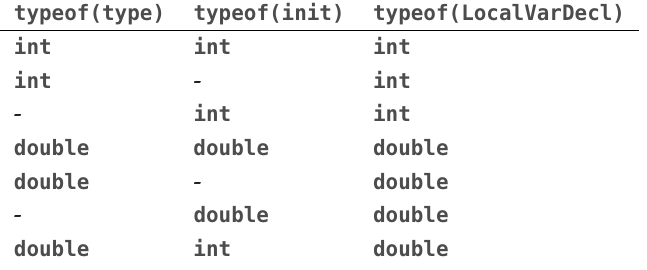 typeof(type) typeof(init) typeof(LocalVarDecl)
int int int
int - int
- int int
double double double
double - double
- double double
double int double